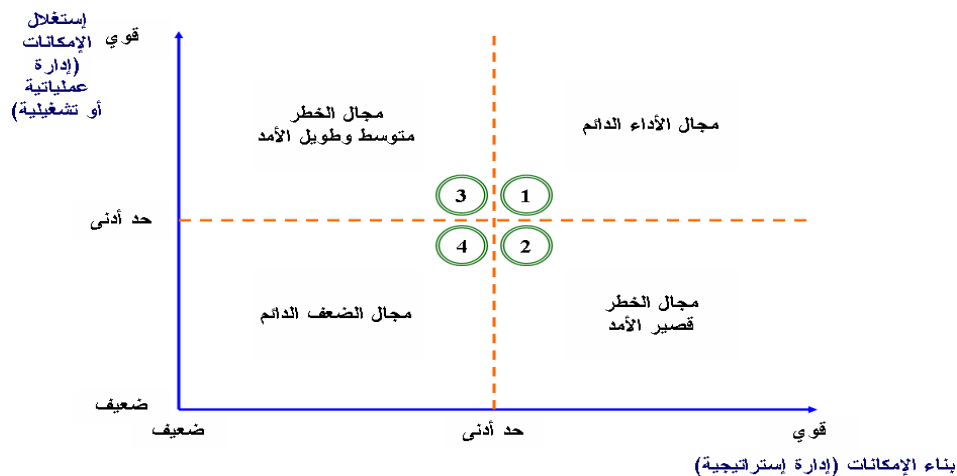 إستغلال
الإمكانات
(إدارة
عملياتية
أو تشغيلية)
قوي
مجال الخطر
متوسط وطويل الأمد
مجال الأداء الدائم
3
1
حد أدنى
4
2
مجال الضعف الدائم
مجال الخطر
قصير الأمد
ضعيف
ضعيف
حد أدنى
قوي
بناء الإمكانات (إدارة إستراتيجية)